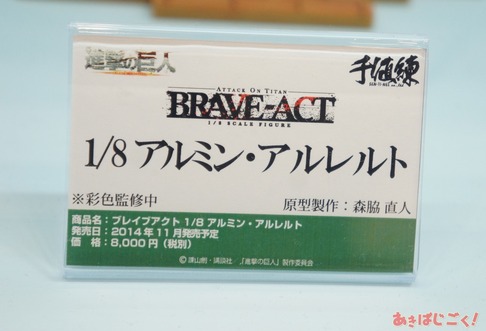 進撃の巨人
千値練
SEN-TI-NEL
ATTACK ON TITAN
BRAVE-ACT
1/8 SCALE FIGURE
1/8 アルミン・アルレルト
※彩色監修中
原型製作：森脇 直人
商品名：ブレイブアクト 1/8 アルミン・アルレルト
発売日：2014年11月発売予定
価　格：8,000円（税別）
© 諫山創・講談社／「進撃の巨人」製作委員会
あきばじごく！